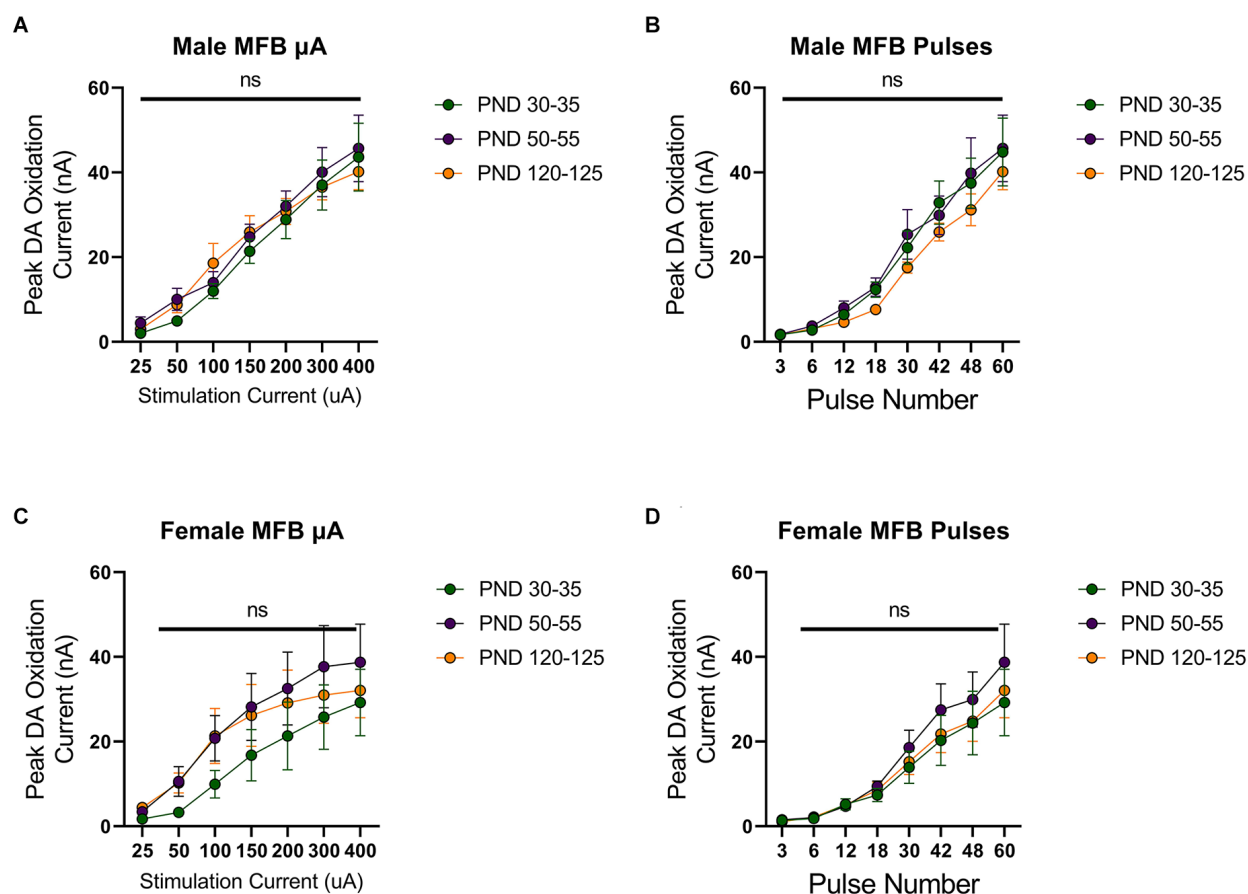 A
Male MFB µA
ns
Peak DA Oxidation
Current (nA)
60
40
20
0
25 50 100 150 200 300 400
Stimulation Current (uA)
PND 30-35
PND 50-55
PND 120-125
B
Male MFB Pulses
ns
Peak DA Oxidation
Current (nA)
60
40
20
0
3 6 12 18 30 42 48 60
Pulse Number
PND 30-35
PND 50-55
PND 120-125
C
Female MFB µA
ns
Peak DA Oxidation
Current (nA)
60
40
20
0
25 50 100 150 200 300 400
Stimulation Current (uA)
PND 30-35
PND 50-55
PND 120-125
D
Female MFB Pulses
ns
Peak DA Oxidation
Current (nA)
60
40
20
0
3 6 12 18 30 42 48 60
Pulse Number
PND 30-35
PND 50-55
PND 120-125